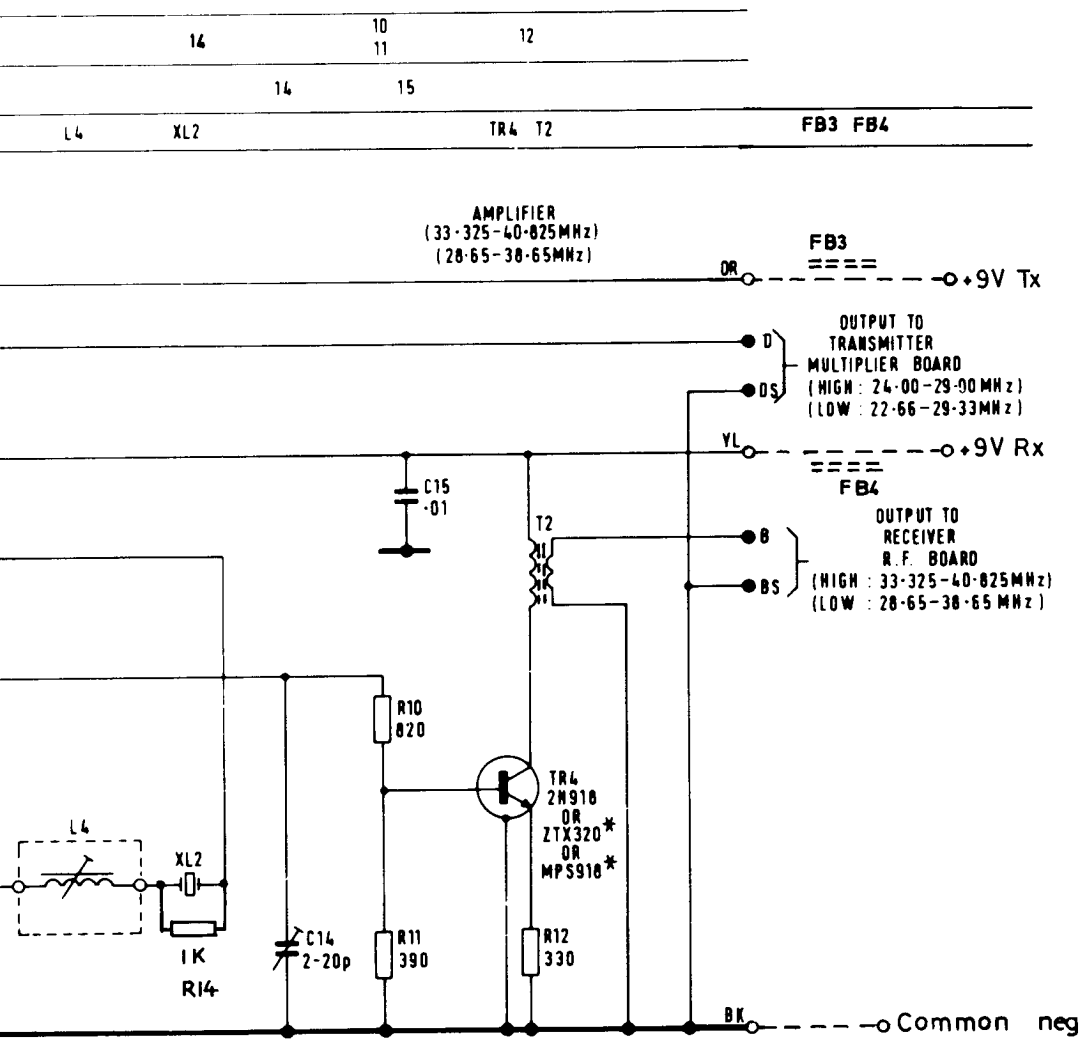 14 10 12
11
14 15
L4 XL2 TR4 T2 FB3 FB4
AMPLIFIER
(33·325-40·825MHz)
(28·65-38·65MHz)
FB3
OR
+9V Tx
OUTPUT TO
TRANSMITTER
MULTIPLIER BOARD
(HIGH : 24·00-29·00MHz)
(LOW : 22·66-29·33MHz)
D
DS
YL
+9V Rx
FB4
C15
·01
T2
OUTPUT TO
RECEIVER
R.F. BOARD
(HIGH : 33·325-40·825MHz)
(LOW : 28·65-38·65MHz)
B
BS
R10
820
TR4
2N918
OR
ZTX320*
OR
MPS918*
L4
XL2
1K
R14
C14
2-20p
R11
390
R12
330
BK
Common neg